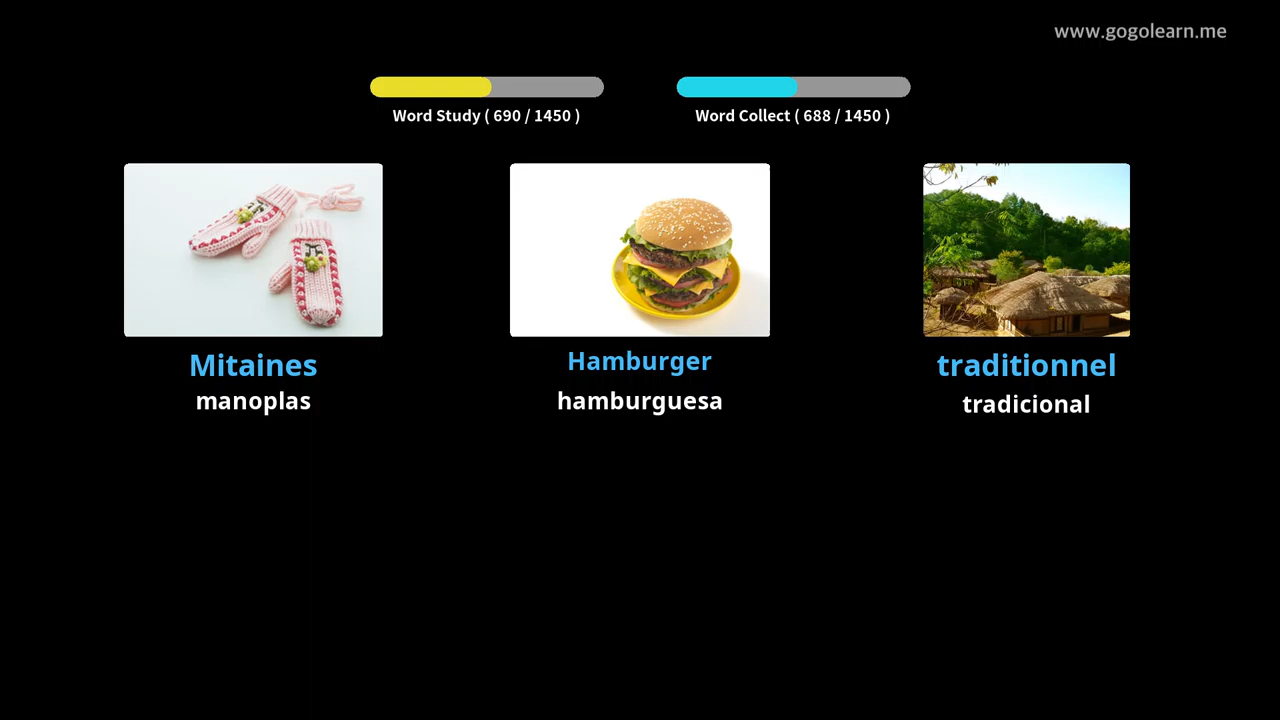 www.gogolearn.me
Word Study ( 690 / 1450 )
Word Collect ( 688 / 1450 )
Mitaines
manoplas
Hamburger
hamburguesa
traditionnel
tradicional